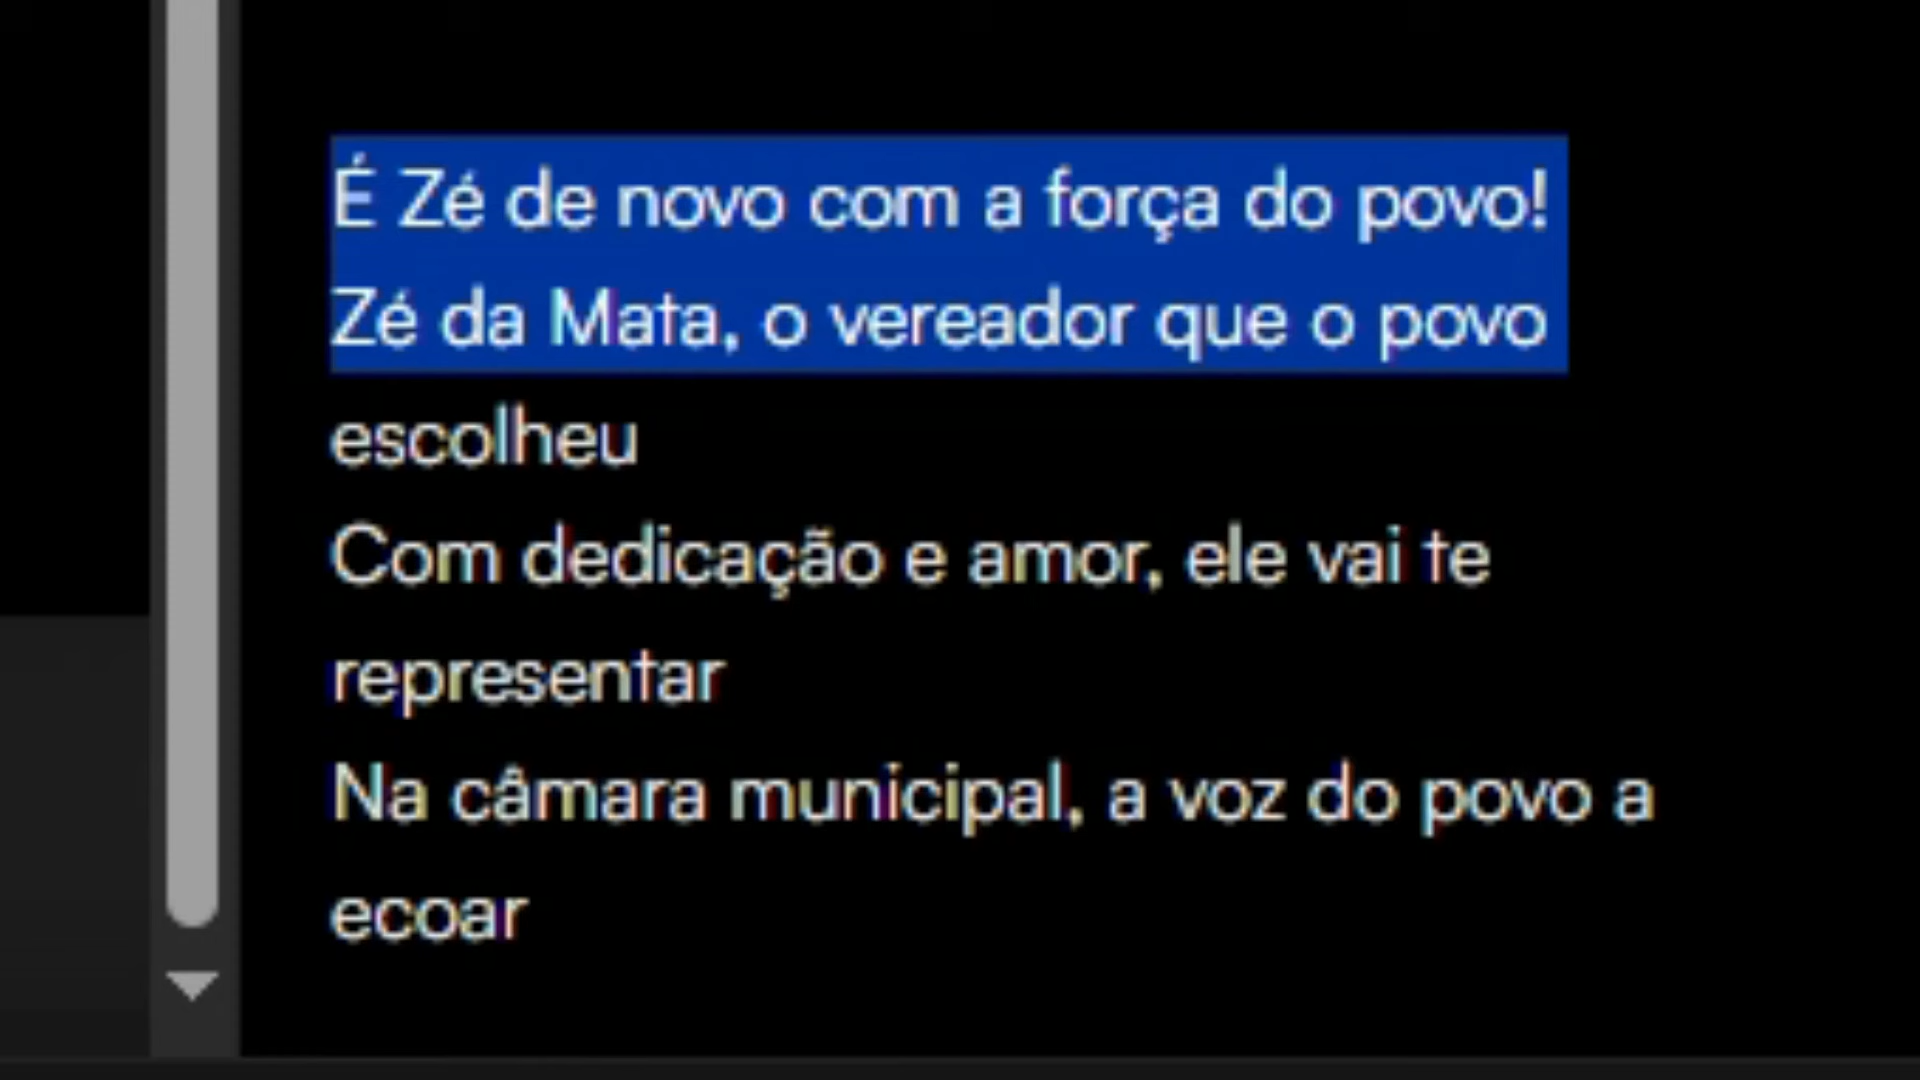 É Zé de novo com a força do povo!
Zé da Mata, o vereador que o povo
escolheu
Com dedicação e amor, ele vai te
representar
Na câmara municipal, a voz do povo a
ecoar